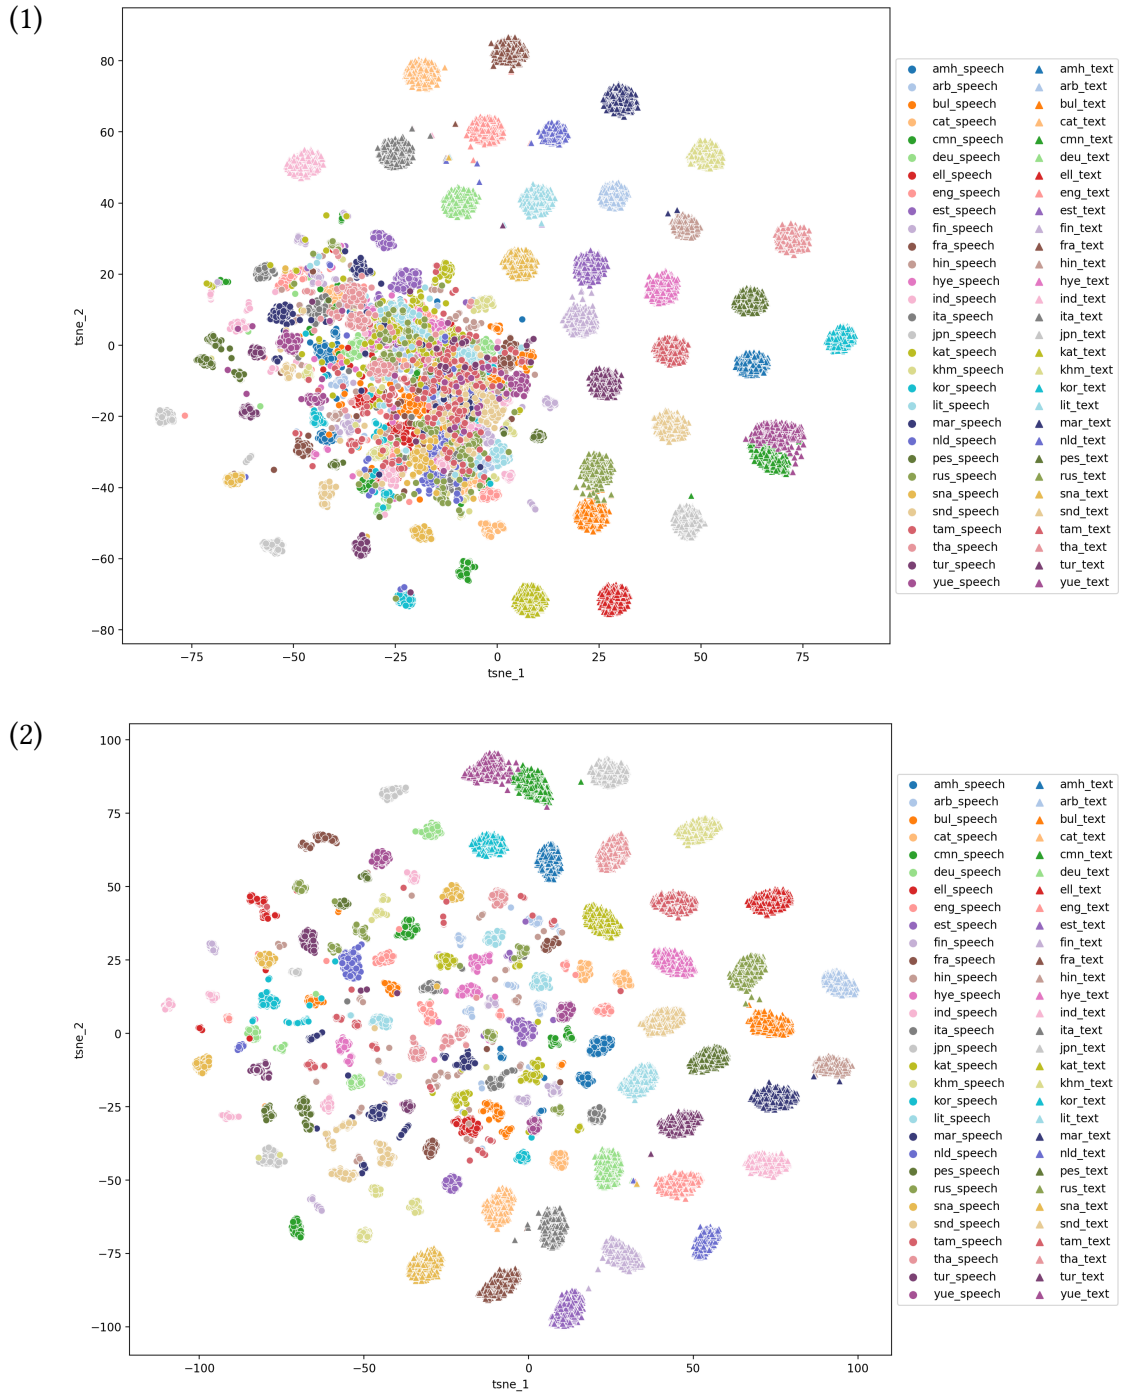 (1)
80
60
40
20
0
−20
−40
−60
−80
tsne_2
−75 −50 −25 0 25 50 75
tsne_1
amh_speech amh_text
arb_speech arb_text
bul_speech bul_text
cat_speech cat_text
cmn_speech cmn_text
deu_speech deu_text
ell_speech ell_text
eng_speech eng_text
est_speech est_text
fin_speech fin_text
fra_speech fra_text
hin_speech hin_text
hye_speech hye_text
ind_speech ind_text
ita_speech ita_text
jpn_speech jpn_text
kat_speech kat_text
khm_speech khm_text
kor_speech kor_text
lit_speech lit_text
mar_speech mar_text
nld_speech nld_text
pes_speech pes_text
rus_speech rus_text
sna_speech sna_text
snd_speech snd_text
tam_speech tam_text
tha_speech tha_text
tur_speech tur_text
yue_speech yue_text
(2)
100
75
50
25
0
−25
−50
−75
−100
tsne_2
−100 −50 0 50 100
tsne_1
amh_speech amh_text
arb_speech arb_text
bul_speech bul_text
cat_speech cat_text
cmn_speech cmn_text
deu_speech deu_text
ell_speech ell_text
eng_speech eng_text
est_speech est_text
fin_speech fin_text
fra_speech fra_text
hin_speech hin_text
hye_speech hye_text
ind_speech ind_text
ita_speech ita_text
jpn_speech jpn_text
kat_speech kat_text
khm_speech khm_text
kor_speech kor_text
lit_speech lit_text
mar_speech mar_text
nld_speech nld_text
pes_speech pes_text
rus_speech rus_text
sna_speech sna_text
snd_speech snd_text
tam_speech tam_text
tha_speech tha_text
tur_speech tur_text
yue_speech yue_text